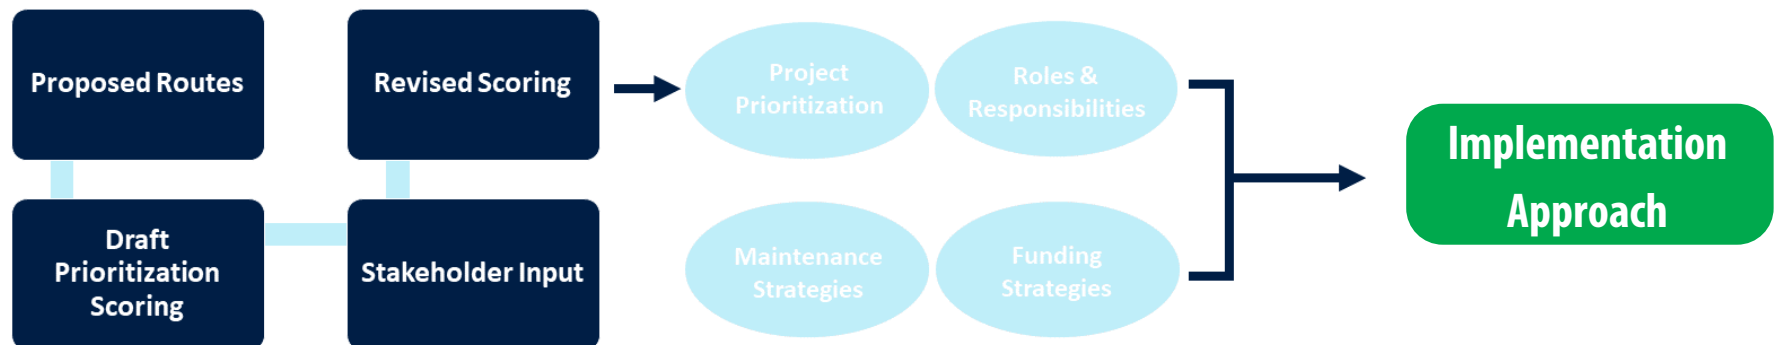 Proposed Routes
Draft
Prioritization
Scoring
Stakeholder Input
Revised Scoring
Project
Prioritization
Roles &
Responsibilities
Maintenance
Strategies
Funding
Strategies
Implementation
Approach